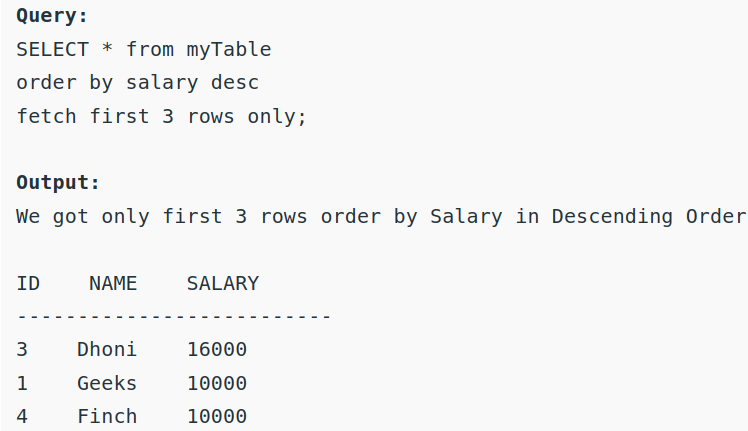 Query:
SELECT * from myTable
order by salary desc
fetch first 3 rows only;
Output:
We got only first 3 rows order by Salary in Descending Order
ID NAME SALARY
--------------------------
3 Dhoni 16000
1 Geeks 10000
4 Finch 10000